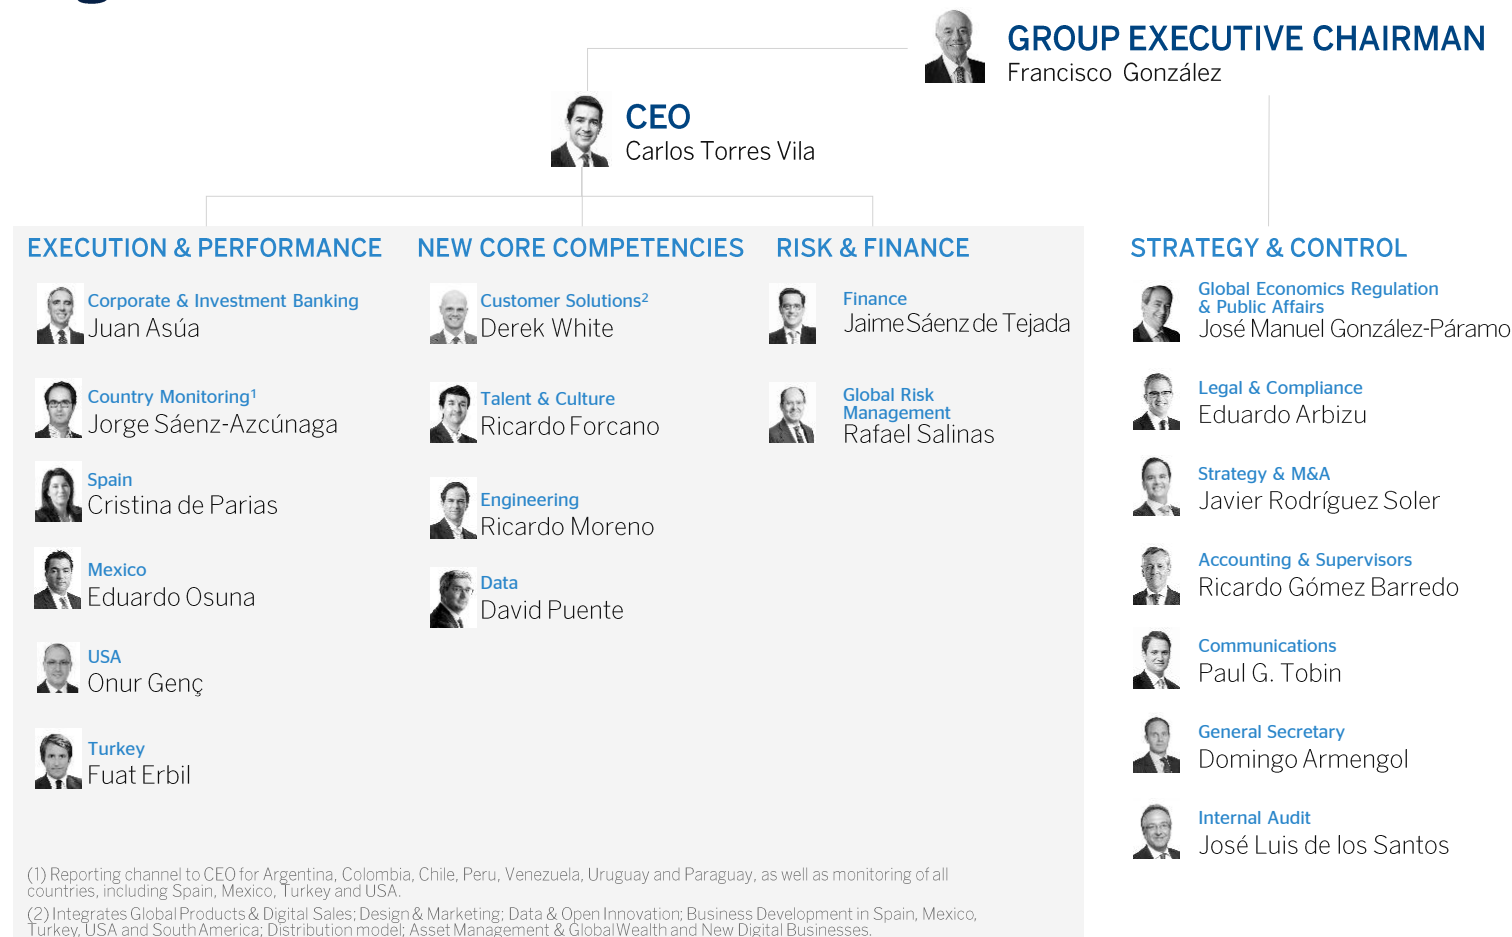 GROUP EXECUTIVE CHAIRMAN
Francisco González
CEO
Carlos Torres Vila
EXECUTION & PERFORMANCE
Corporate & Investment Banking
Juan Asúa
Country Monitoring¹
Jorge Sáenz-Azcúnaga
Spain
Cristina de Parias
Mexico
Eduardo Osuna
USA
Onur Genç
Turkey
Fuat Erbil
NEW CORE COMPETENCIES
Customer Solutions²
Derek White
Talent & Culture
Ricardo Forcano
Engineering
Ricardo Moreno
Data
David Puente
RISK & FINANCE
Finance
Jaime Sáenz de Tejada
Global Risk
Management
Rafael Salinas
STRATEGY & CONTROL
Global Economics Regulation
& Public Affairs
José Manuel González-Páramo
Legal & Compliance
Eduardo Arbizu
Strategy & M&A
Javier Rodríguez Soler
Accounting & Supervisors
Ricardo Gómez Barredo
Communications
Paul G. Tobin
General Secretary
Domingo Armengol
Internal Audit
José Luis de los Santos
(1) Reporting channel to CEO for Argentina, Colombia, Chile, Peru, Venezuela, Uruguay and Paraguay, as well as monitoring of all
countries, including Spain, Mexico, Turkey and USA.
(2) Integrates Global Products & Digital Sales; Design & Marketing; Data & Open Innovation; Business Development in Spain, Mexico,
Turkey, USA and South America; Distribution model; Asset Management & Global Wealth and New Digital Businesses.